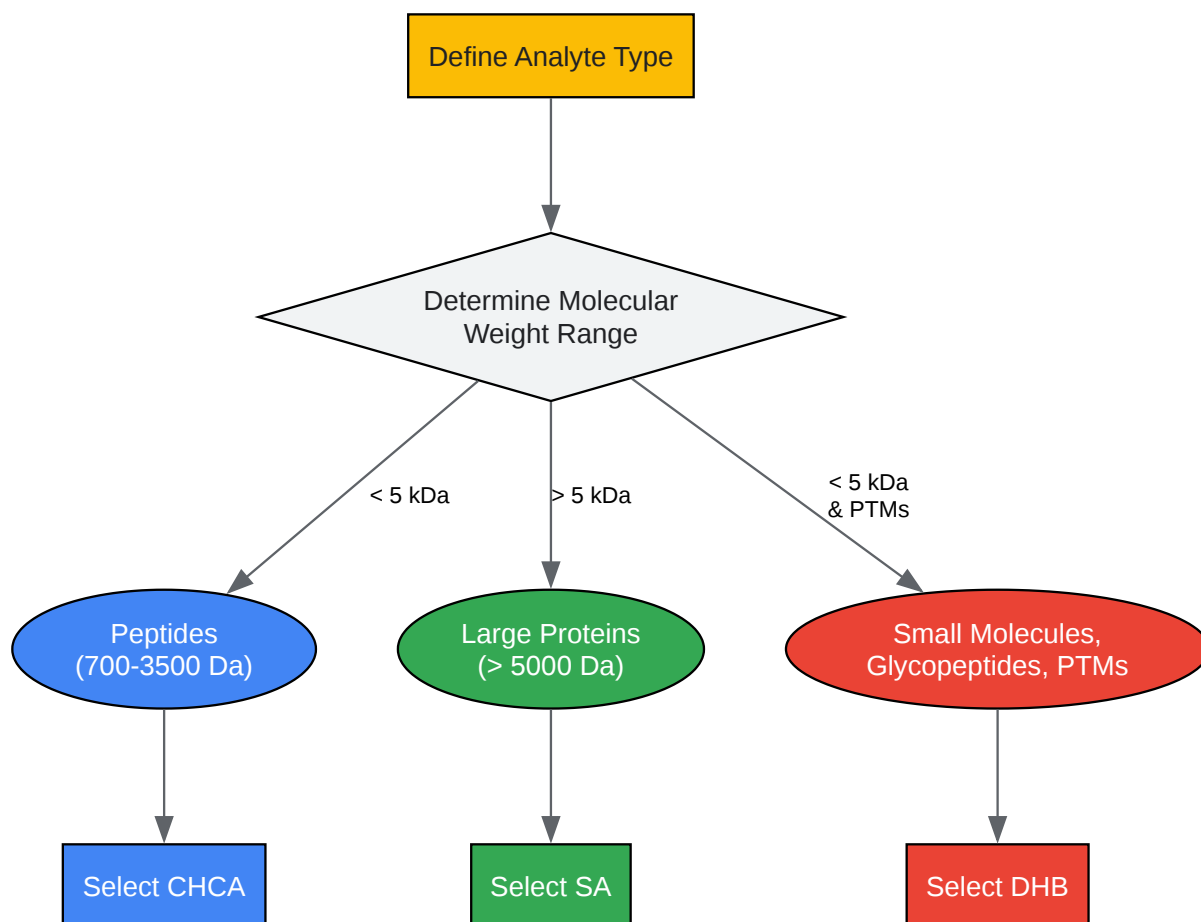 Define Analyte Type
Determine Molecular
Weight Range
< 5 kDa
> 5 kDa
< 5 kDa
& PTMs
Peptides
(700-3500 Da)
Large Proteins
(> 5000 Da)
Small Molecules,
Glycopeptides, PTMs
Select CHCA
Select SA
Select DHB